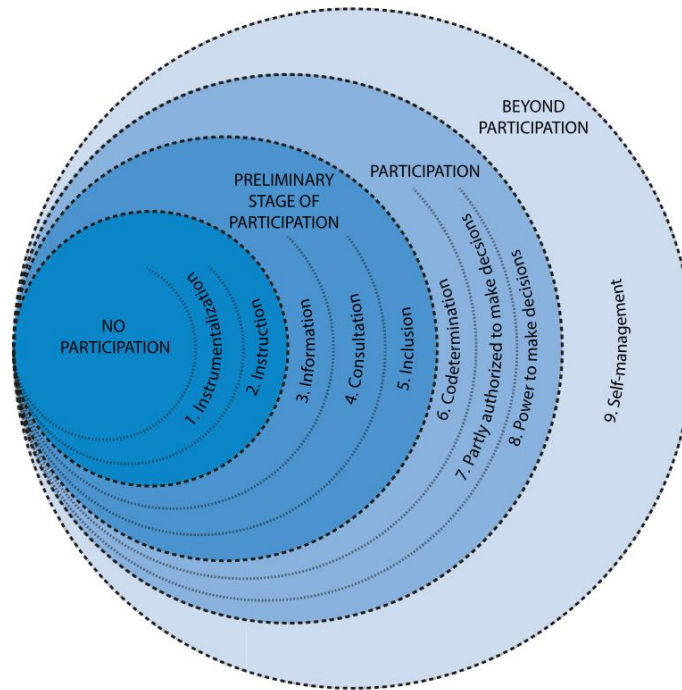 BEYOND
PARTICIPATION
PARTICIPATION
PRELIMINARY
STAGE OF
PARTICIPATION
NO
PARTICIPATION
1. Instrumentalization
2. Instruction
3. Information
4. Consultation
5. Inclusion
6. Codetermination
7. Partly authorized to make decisions
8. Power to make decisions
9. Self-management